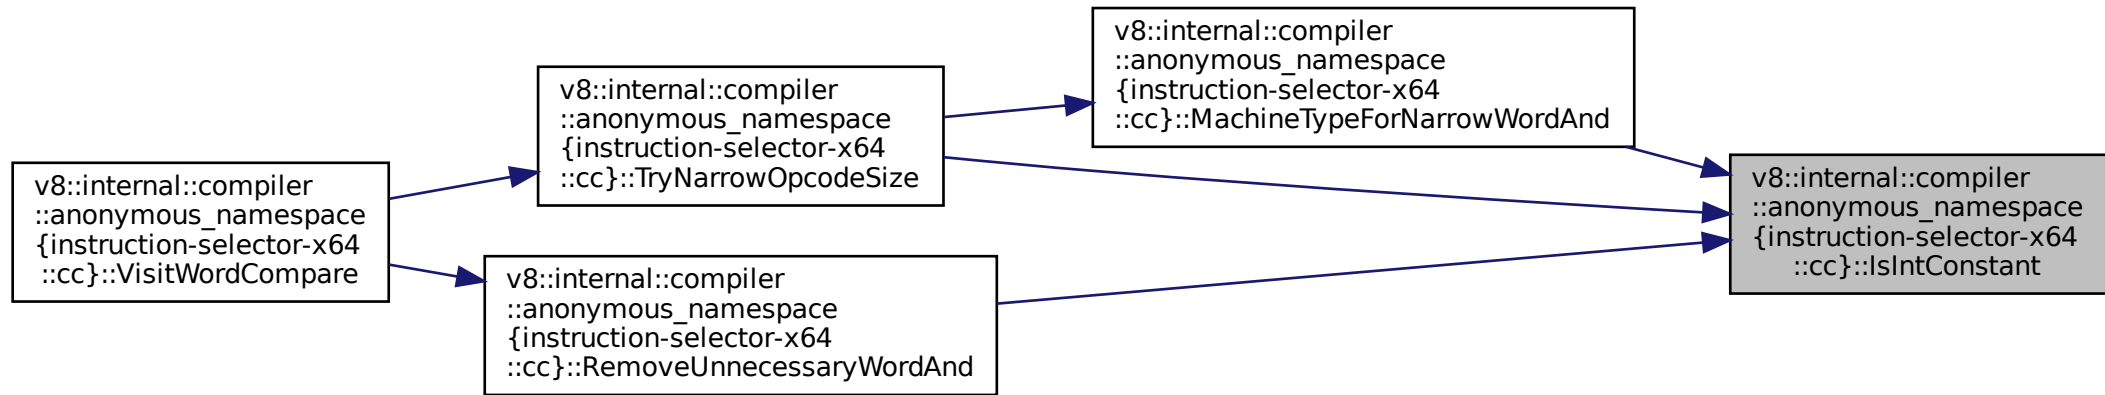 v8::internal::compiler
::anonymous_namespace
{instruction-selector-x64
::cc}::VisitWordCompare
v8::internal::compiler
::anonymous_namespace
{instruction-selector-x64
::cc}::TryNarrowOpcodeSize
v8::internal::compiler
::anonymous_namespace
{instruction-selector-x64
::cc}::RemoveUnnecessaryWordAnd
v8::internal::compiler
::anonymous_namespace
{instruction-selector-x64
::cc}::MachineTypeForNarrowWordAnd
v8::internal::compiler
::anonymous_namespace
{instruction-selector-x64
::cc}::IsIntConstant